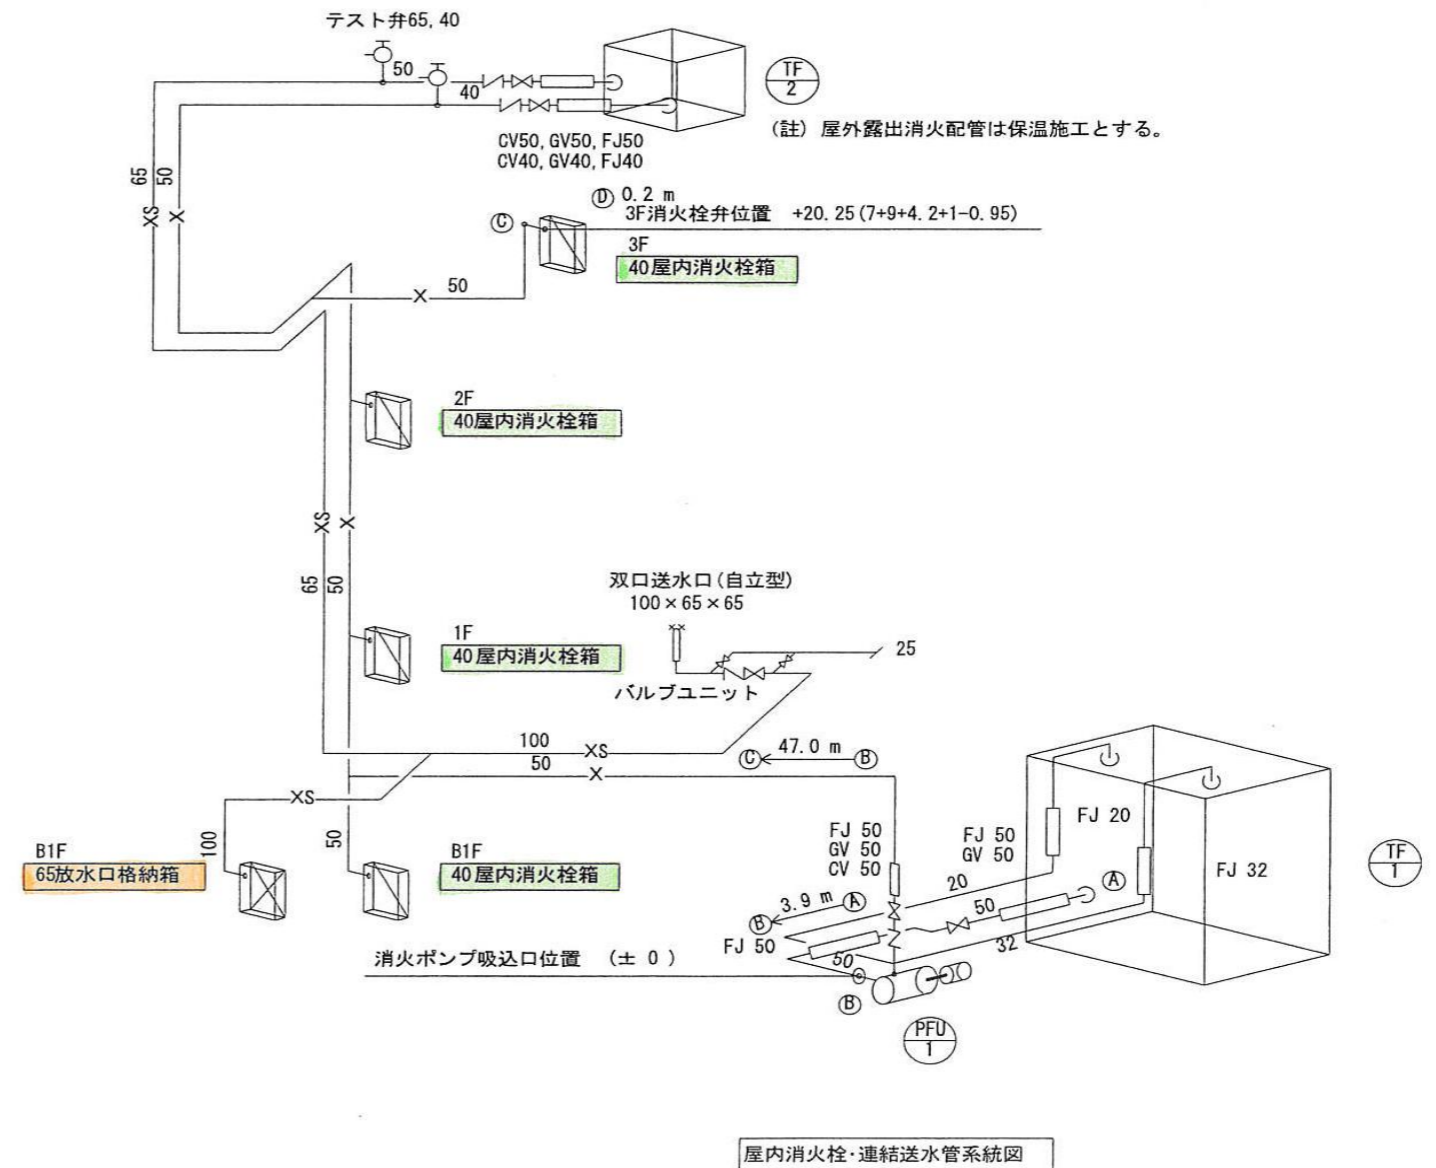 テスト弁65,40
50
40
TF
2
(註) 屋外露出消火配管は保温施工とする。
CV50,GV50,FJ50
CV40,GV40,FJ40
65
50
XS
X
Ⓒ
Ⓓ 0.2 m
3F消火栓弁位置 +20.25(7+9+4.2+1-0.95)
3F
40屋内消火栓箱
50
X
2F
40屋内消火栓箱
XS
X
65
50
双口送水口(自立型)
100×65×65
25
バルブユニット
1F
40屋内消火栓箱
100
XS
50
X
Ⓒ 47.0 m Ⓑ
XS
100
50
B1F
65放水口格納箱
B1F
40屋内消火栓箱
FJ 50
GV 50
CV 50
FJ 50
GV 50
FJ 20
FJ 32
TF
1
20
50
Ⓐ
Ⓑ 3.9 m Ⓐ
FJ 50
50
32
消火ポンプ吸込口位置 (± 0 )
Ⓑ
PFU
1
屋内消火栓・連結送水管系統図